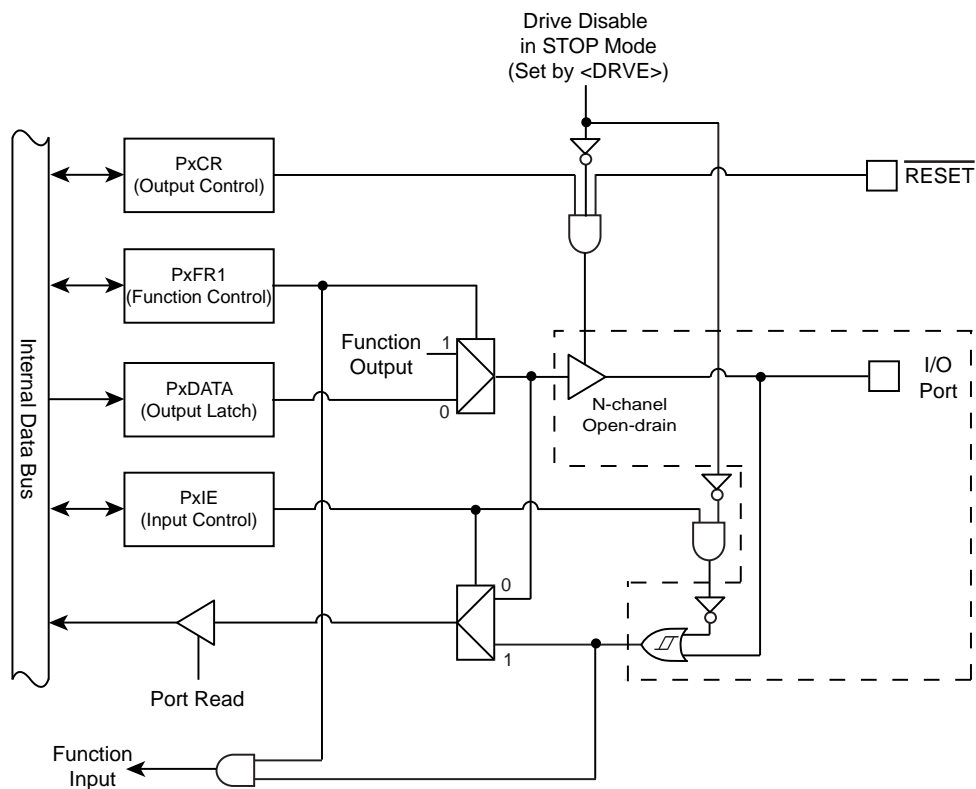 Drive Disable
in STOP Mode
(Set by <DRVE>)
PxCR
(Output Control)
RESET
PxFR1
(Function Control)
Function
Output
1
0
I/O
Port
PxDATA
(Output Latch)
N-chanel
Open-drain
Internal Data Bus
PxIE
(Input Control)
0
1
Port Read
Function
Input